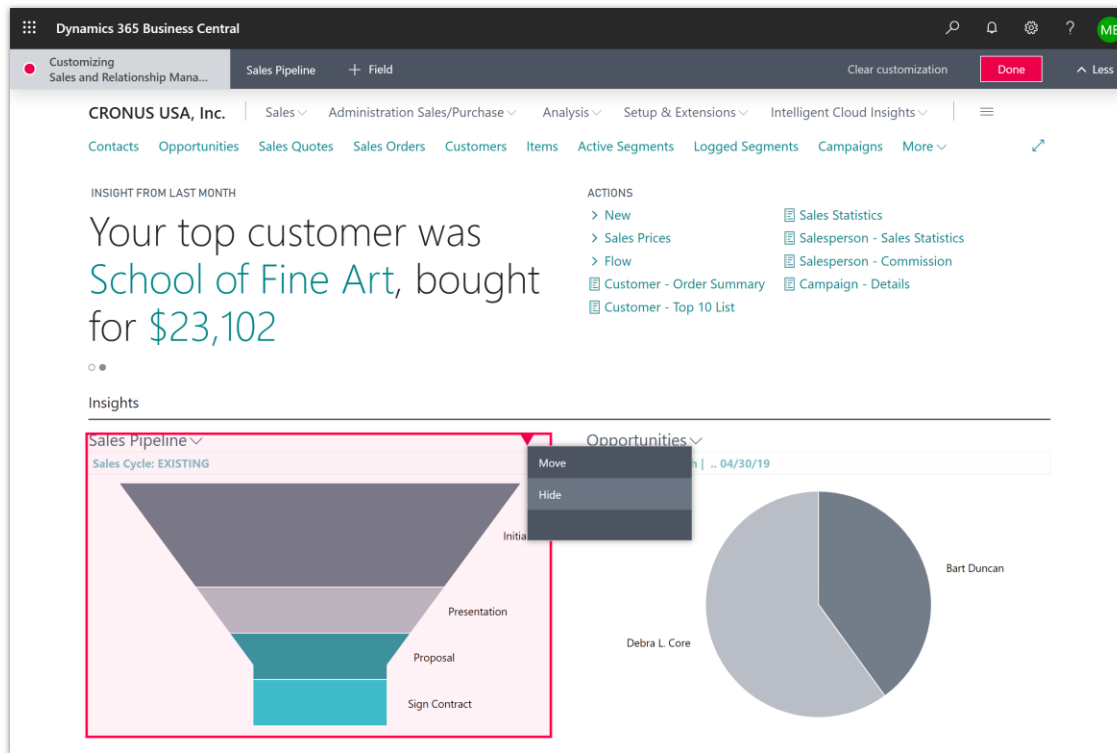 Dynamics 365 Business Central
?
Customizing
Sales and Relationship Mana...
Sales Pipeline
+ Field
Clear customization
Done
Less
CRONUS USA, Inc.
Sales
Administration Sales/Purchase
Analysis
Setup & Extensions
Intelligent Cloud Insights
Contacts
Opportunities
Sales Quotes
Sales Orders
Customers
Items
Active Segments
Logged Segments
Campaigns
More
INSIGHT FROM LAST MONTH
Your top customer was
School of Fine Art, bought
for $23,102
ACTIONS
New
Sales Prices
Flow
Customer - Order Summary
Customer - Top 10 List
Sales Statistics
Salesperson - Sales Statistics
Salesperson - Commission
Campaign - Details
Insights
Sales Pipeline
Sales Cycle: EXISTING
Presentation
Proposal
Sign Contract
Move
Hide
Opportunities
| .. 04/30/19
Bart Duncan
Debra L. Core